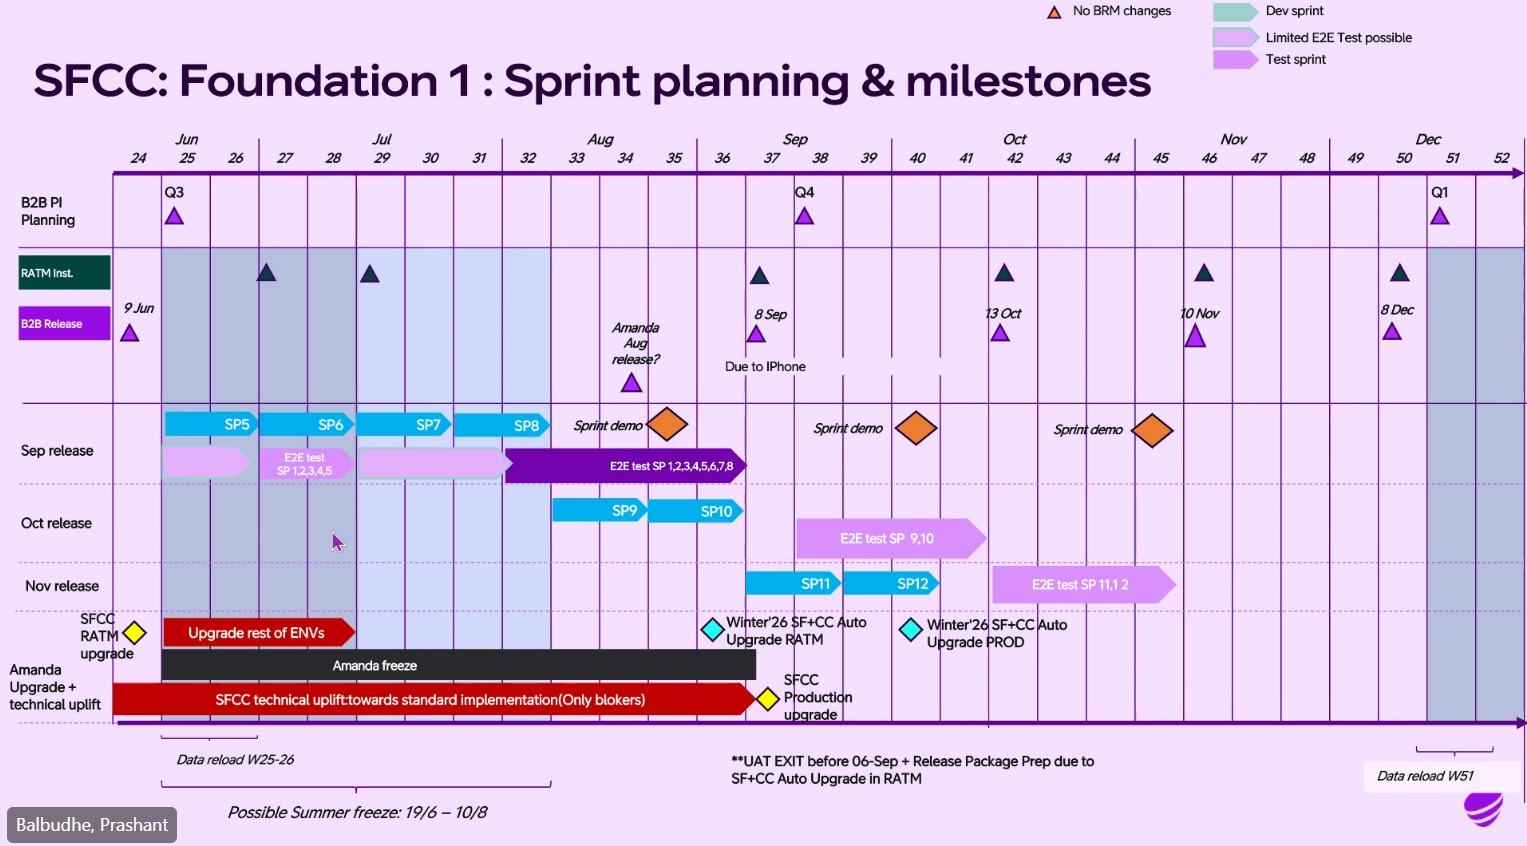 No BRM changes
Dev sprint
Limited E2E Test possible
Test sprint
SFCC: Foundation 1 : Sprint planning & milestones
Jun Jul Aug Sep Oct Nov Dec
24 25 26 27 28 29 30 31 32 33 34 35 36 37 38 39 40 41 42 43 44 45 46 47 48 49 50 51 52
B2B PI
Planning
Q3 Q4 Q1
RATM Inst.
B2B Release
9 Jun
Amanda
Aug
release?
8 Sep
13 Oct
10 Nov
8 Dec
Due to IPhone
Sep release
SP5 SP6 SP7 SP8
Sprint demo
Sprint demo
Sprint demo
E2E test
SP 1,2,3,4,5
E2E test SP 1,2,3,4,5,6,7,8
Oct release
SP9 SP10
E2E test SP 9,10
Nov release
SP11 SP12
E2E test SP 11,1 2
SFCC
RATM
upgrade
Upgrade rest of ENVs
Winter'26 SF+CC Auto
Upgrade RATM
Winter'26 SF+CC Auto
Upgrade PROD
Amanda
Upgrade +
technical uplift
Amanda freeze
SFCC technical uplift:towards standard implementation(Only blokers)
SFCC
Production
upgrade
Data reload W25-26
**UAT EXIT before 06-Sep + Release Package Prep due to
SF+CC Auto Upgrade in RATM
Data reload W51
Possible Summer freeze: 19/6 – 10/8
Balbudhe, Prashant